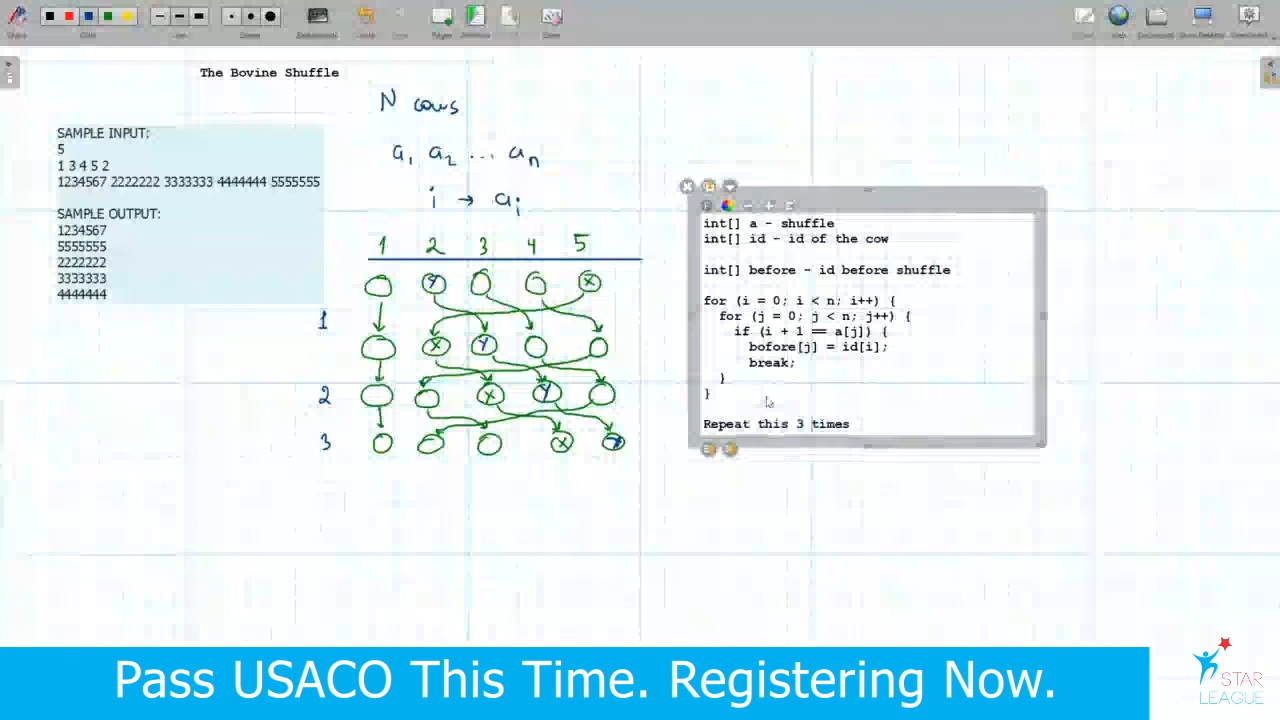 The Bovine Shuffle
SAMPLE INPUT:
5
1 3 4 5 2
1234567 2222222 3333333 4444444 5555555
SAMPLE OUTPUT:
1234567
5555555
2222222
3333333
4444444
N cows
a1 a2 ... an
i → ai
1 2 3 4 5
Y X
1
X Y
2
X Y
3
X Y
int[] a - shuffle
int[] id - id of the cow
int[] before - id before shuffle
for (i = 0; i < n; i++) {
for (j = 0; j < n; j++) {
if (i + 1 == a[j]) {
bofore[j] = id[i];
break;
}
}
Repeat this 3 times
Pass USACO This Time. Registering Now.
STAR
LEAGUE